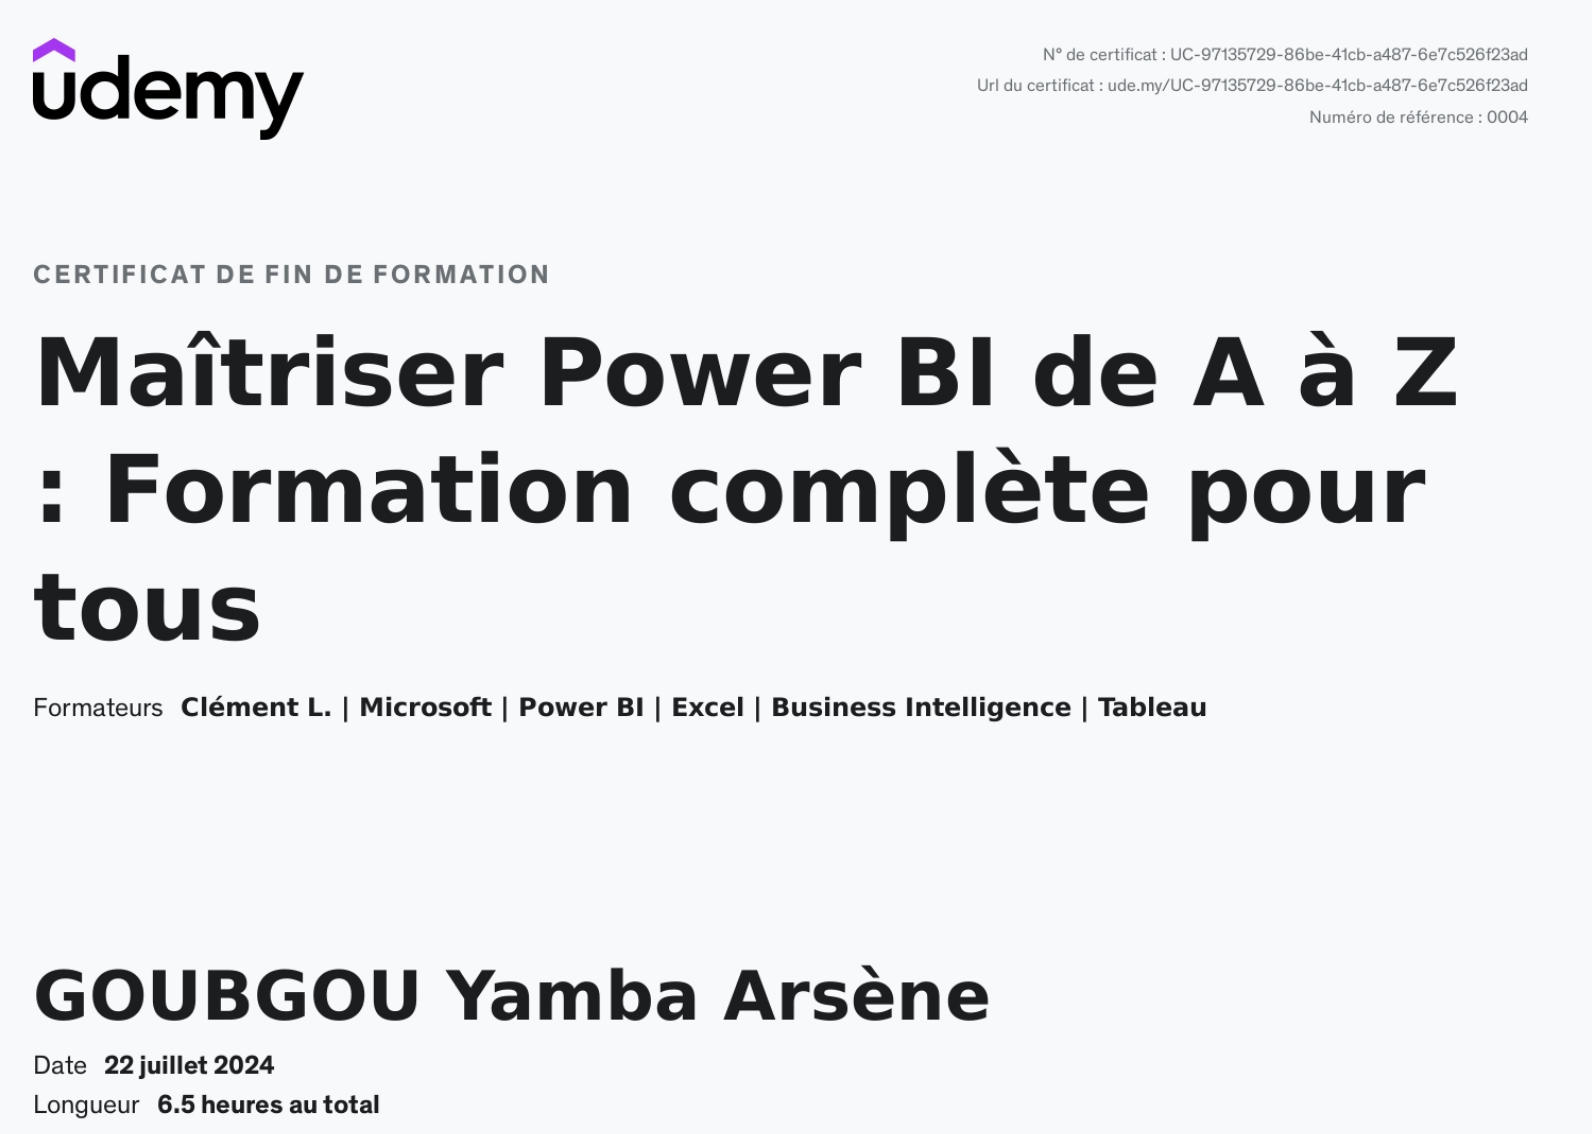 udemy
N° de certificat : UC-97135729-86be-41cb-a487-6e7c526f23ad
Url du certificat : ude.my/UC-97135729-86be-41cb-a487-6e7c526f23ad
Numéro de référence : 0004
CERTIFICAT DE FIN DE FORMATION
Maîtriser Power BI de A à Z
: Formation complète pour
tous
Formateurs Clément L. | Microsoft | Power BI | Excel | Business Intelligence | Tableau
GOUBGOU Yamba Arsène
Date 22 juillet 2024
Longueur 6.5 heures au total